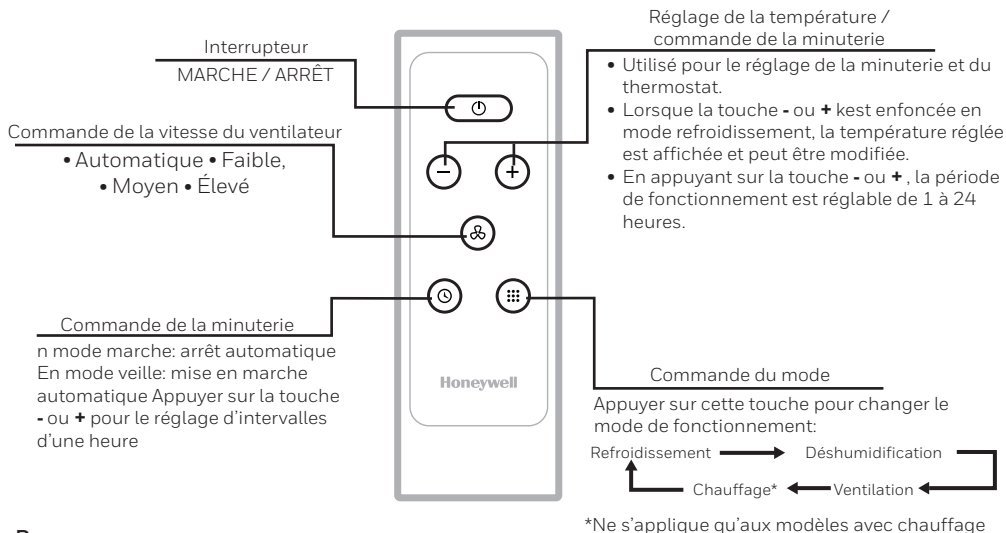 Interrupteur
MARCHE / ARRÊT
Commande de la vitesse du ventilateur
• Automatique • Faible,
• Moyen • Élevé
Commande de la minuterie
n mode marche: arrêt automatique
En mode veille: mise en marche
automatique Appuyer sur la touche
- ou + pour le réglage d'intervalles
d'une heure
Honeywell
Réglage de la température /
commande de la minuterie
• Utilisé pour le réglage de la minuterie et du
thermostat.
• Lorsque la touche - ou + kest enfoncée en
mode refroidissement, la température réglée
est affichée et peut être modifiée.
• En appuyant sur la touche - ou + , la période
de fonctionnement est réglable de 1 à 24
heures.
Commande du mode
Appuyer sur cette touche pour changer le
mode de fonctionnement:
Refroidissement Déshumidification
Chauffage* Ventilation
*Ne s'applique qu'aux modèles avec chauffage